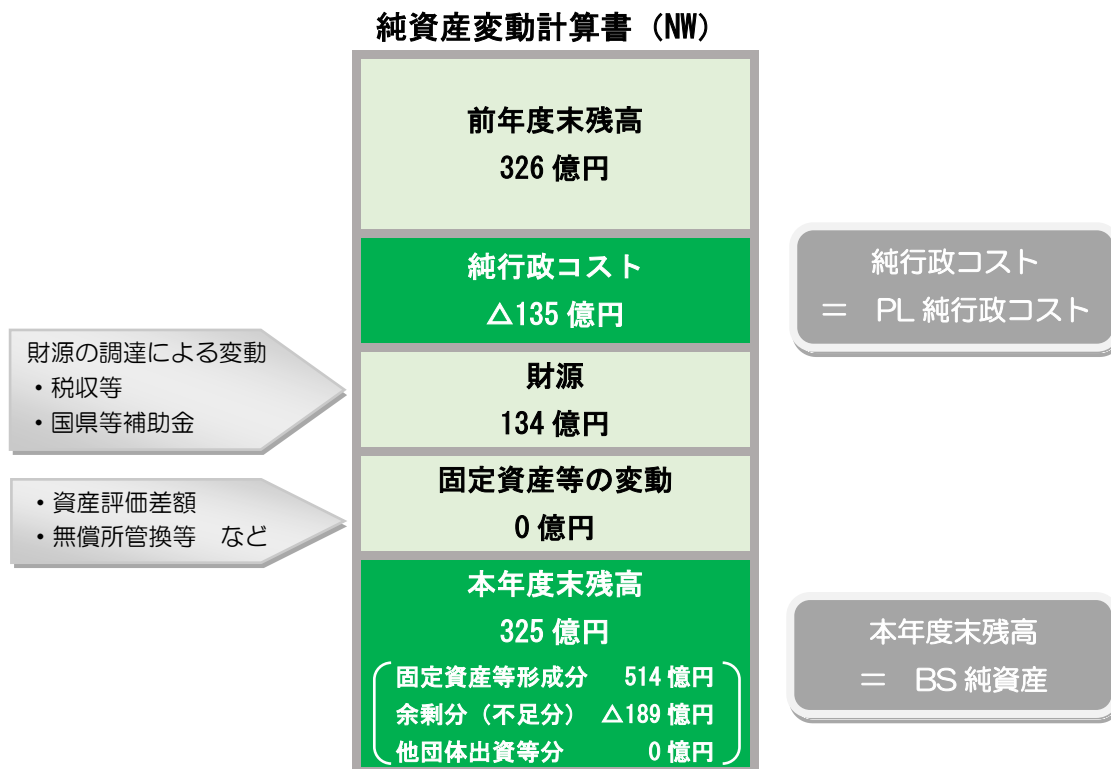 純資産変動計算書（NW）
前年度末残高
326 億円
純行政コスト
△135 億円
純行政コスト
＝　PL 純行政コスト
財源の調達による変動
・税収等
・国県等補助金
財源
134 億円
固定資産等の変動
0 億円
・資産評価差額
・無償所管換等　など
本年度末残高
325 億円
固定資産等形成分　514 億円
余剰分（不足分）　△189 億円
他団体出資等分　0 億円
本年度末残高
＝　BS 純資産